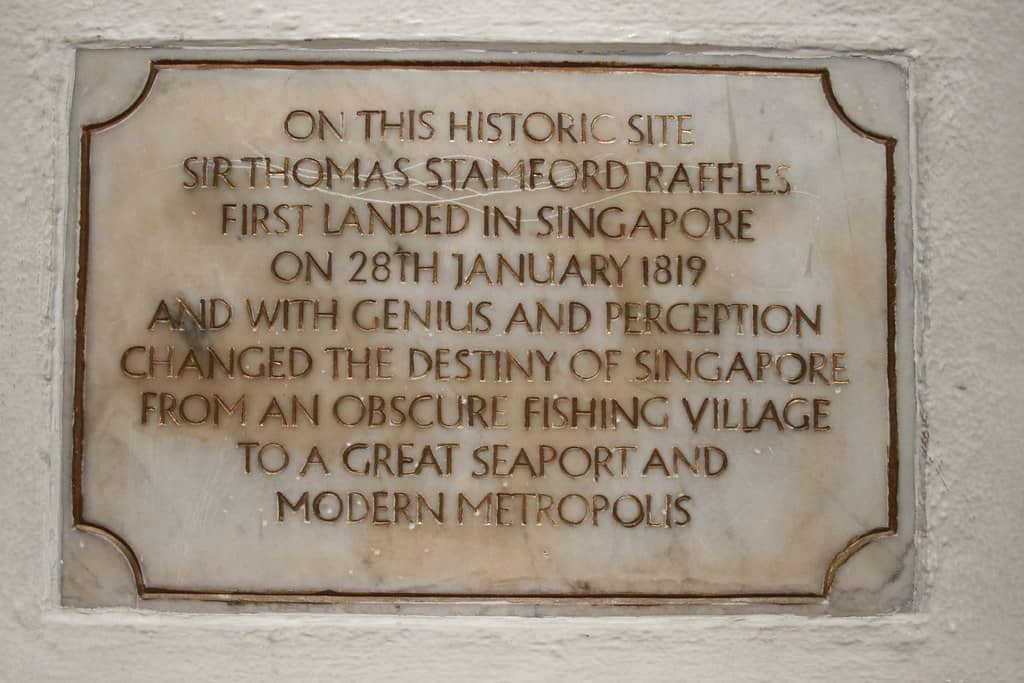 ON THIS HISTORIC SITE
SIR THOMAS STAMFORD RAFFLES
FIRST LANDED IN SINGAPORE
ON 28TH JANUARY 1819
AND WITH GENIUS AND PERCEPTION
CHANGED THE DESTINY OF SINGAPORE
FROM AN OBSCURE FISHING VILLAGE
TO A GREAT SEAPORT AND
MODERN METROPOLIS